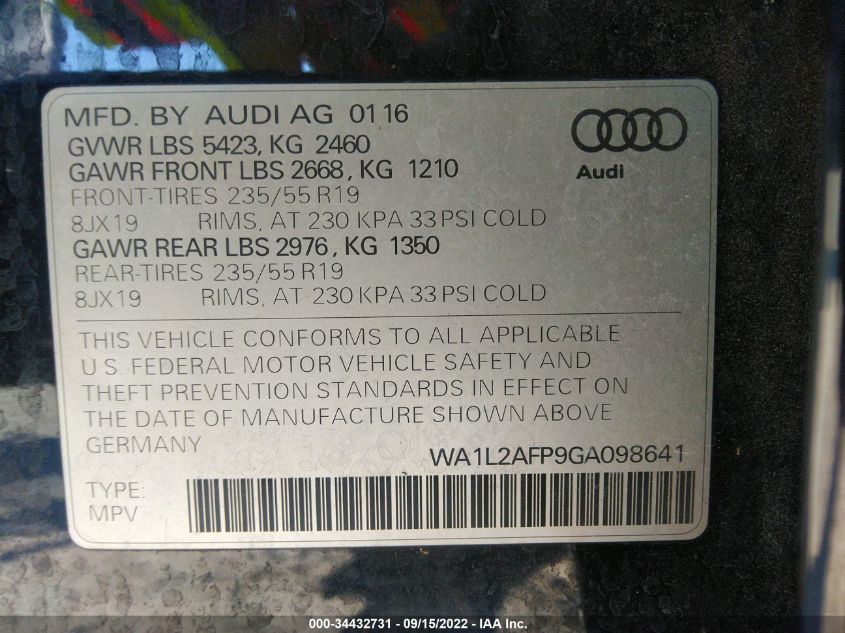 MFD. BY AUDI AG 01 16
GVWR LBS 5423, KG 2460
GAWR FRONT LBS 2668, KG 1210
FRONT-TIRES 235/55 R19
8JX19 RIMS, AT 230 KPA 33 PSI COLD
GAWR REAR LBS 2976, KG 1350
REAR-TIRES 235/55 R19
8JX19 RIMS, AT 230 KPA 33 PSI COLD
Audi
THIS VEHICLE CONFORMS TO ALL APPLICABLE
U.S. FEDERAL MOTOR VEHICLE SAFETY AND
THEFT PREVENTION STANDARDS IN EFFECT ON
THE DATE OF MANUFACTURE SHOWN ABOVE
GERMANY
WA1L2AFP9GA098641
TYPE:
MPV
000-34432731 - 09/15/2022 - IAA Inc.